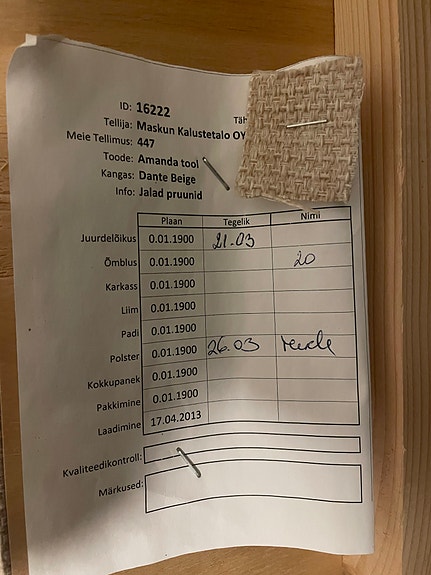 ID: 16222
Tellija: Maskun Kalustetalo OY
Meie Tellimus: 447
Toode: Amanda tool
Kangas: Dante Beige
Info: Jalad pruunid
Plaan Tegelik Nimi
Juurdelõikus 0.01.1900 21.03
Õmblus 0.01.1900 20
Karkass 0.01.1900
Liim 0.01.1900
Padi 0.01.1900
Polster 0.01.1900 26.03
Kokkupanek 0.01.1900
Pakkimine 0.01.1900
Laadimine 17.04.2013
Kvaliteedikontroll:
Märkused: